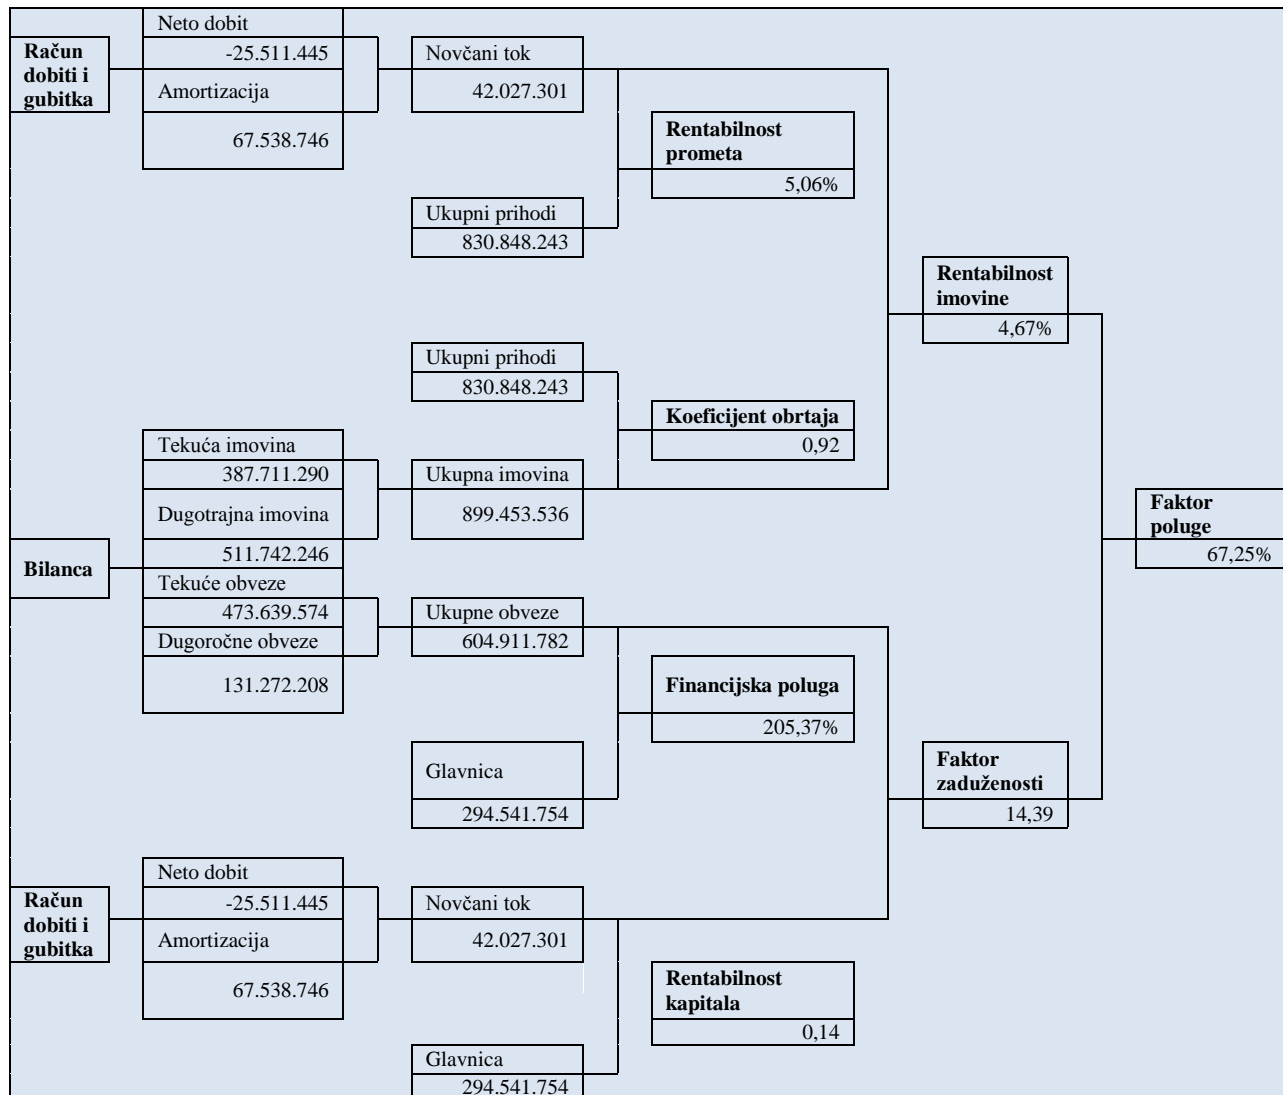 Neto dobit
Račun
dobiti i
gubitka
-25.511.445
Amortizacija
67.538.746
Novčani tok
42.027.301
Rentabilnost
prometa
5,06%
Ukupni prihodi
830.848.243
Rentabilnost
imovine
4,67%
Ukupni prihodi
830.848.243
Koeficijent obrtaja
0,92
Tekuća imovina
387.711.290
Dugotrajna imovina
511.742.246
Ukupna imovina
899.453.536
Faktor
poluge
67,25%
Bilanca
Tekuće obveze
473.639.574
Dugoročne obveze
131.272.208
Ukupne obveze
604.911.782
Financijska poluga
205,37%
Glavnica
294.541.754
Faktor
zaduženosti
14,39
Neto dobit
Račun
dobiti i
gubitka
-25.511.445
Amortizacija
67.538.746
Novčani tok
42.027.301
Rentabilnost
kapitala
0,14
Glavnica
294.541.754